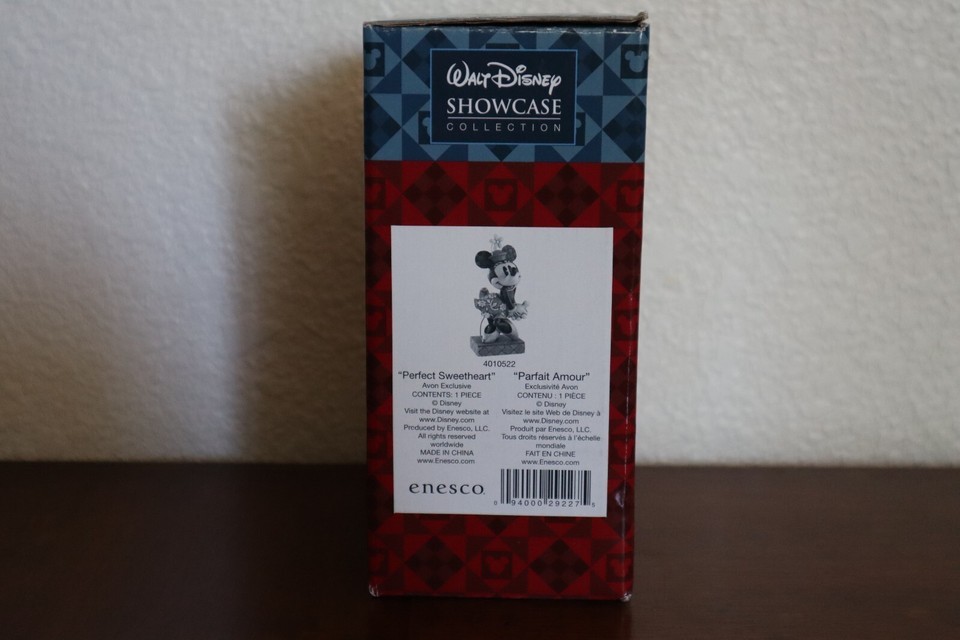 WALT DISNEY
SHOWCASE
COLLECTION
4010522
"Perfect Sweetheart"
Avon Exclusive
CONTENTS: 1 PIECE
© Disney
Visit the Disney website at
www.Disney.com
Produced by Enesco, LLC.
All rights reserved
worldwide
MADE IN CHINA
www.Enesco.com
"Parfait Amour"
Exclusivité Avon
CONTENU : 1 PIÈCE
© Disney
Visitez le site Web de Disney à
www.Disney.com
Produit par Enesco, LLC.
Tous droits réservés à l'échelle
mondiale
FAIT EN CHINE
www.Enesco.com
enesco.
0 94000 29227 6